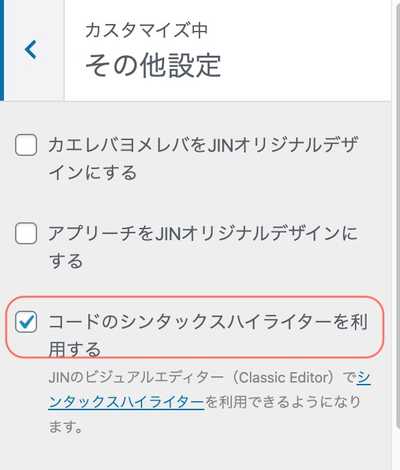 カスタマイズ中
その他設定
カエレバヨメレバをJINオリジナルデザ
インにする
アプリーチをJINオリジナルデザインに
する
コードのシンタックスハイライターを利
用する
JINのビジュアルエディター（Classic Editor）でシ
ンタックスハイライターを利用できるようになり
ます。